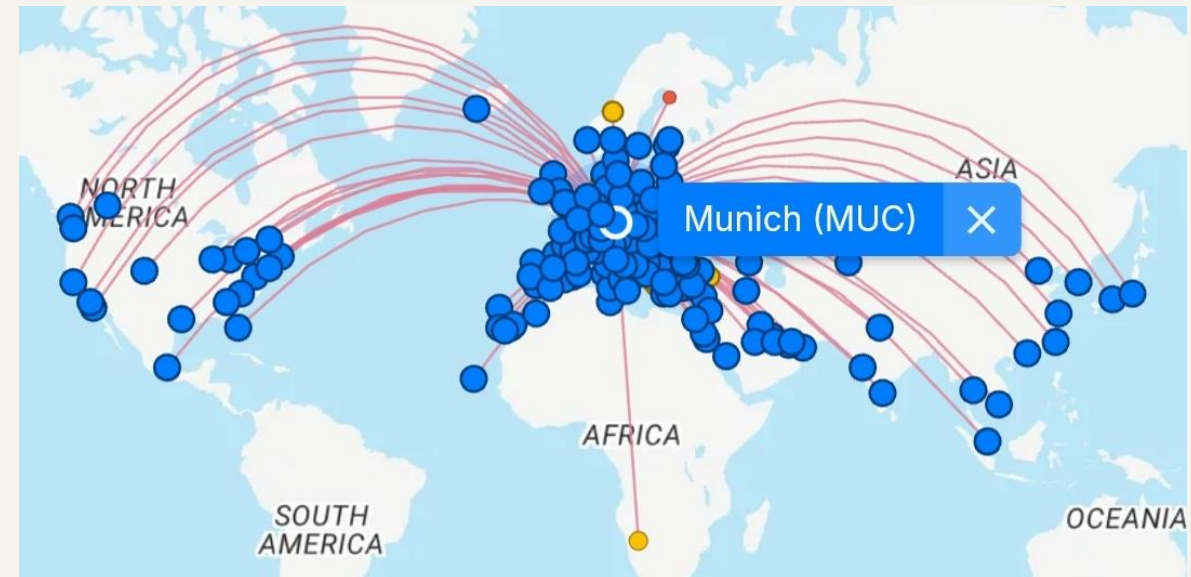 ASIA
NORTH
AMERICA
Munich (MUC)
AFRICA
SOUTH
AMERICA
OCEANIA